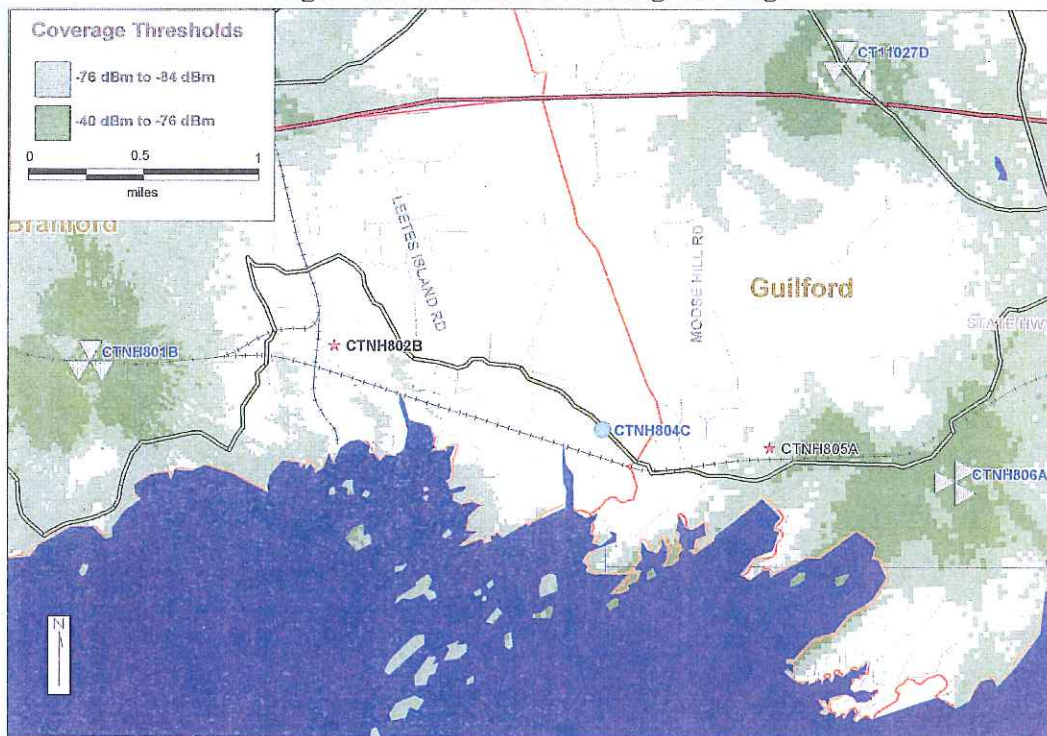 Coverage Thresholds
-76 dBm to -84 dBm
-40 dBm to -76 dBm
0 0.5 1
miles
CT11027D
Branford
LEETES ISLAND RD
MOOSE HILL RD
Guilford
STATE HW
CTNH801B
CTNH802B
CTNH804C
CTNH805A
CTNH806A
N